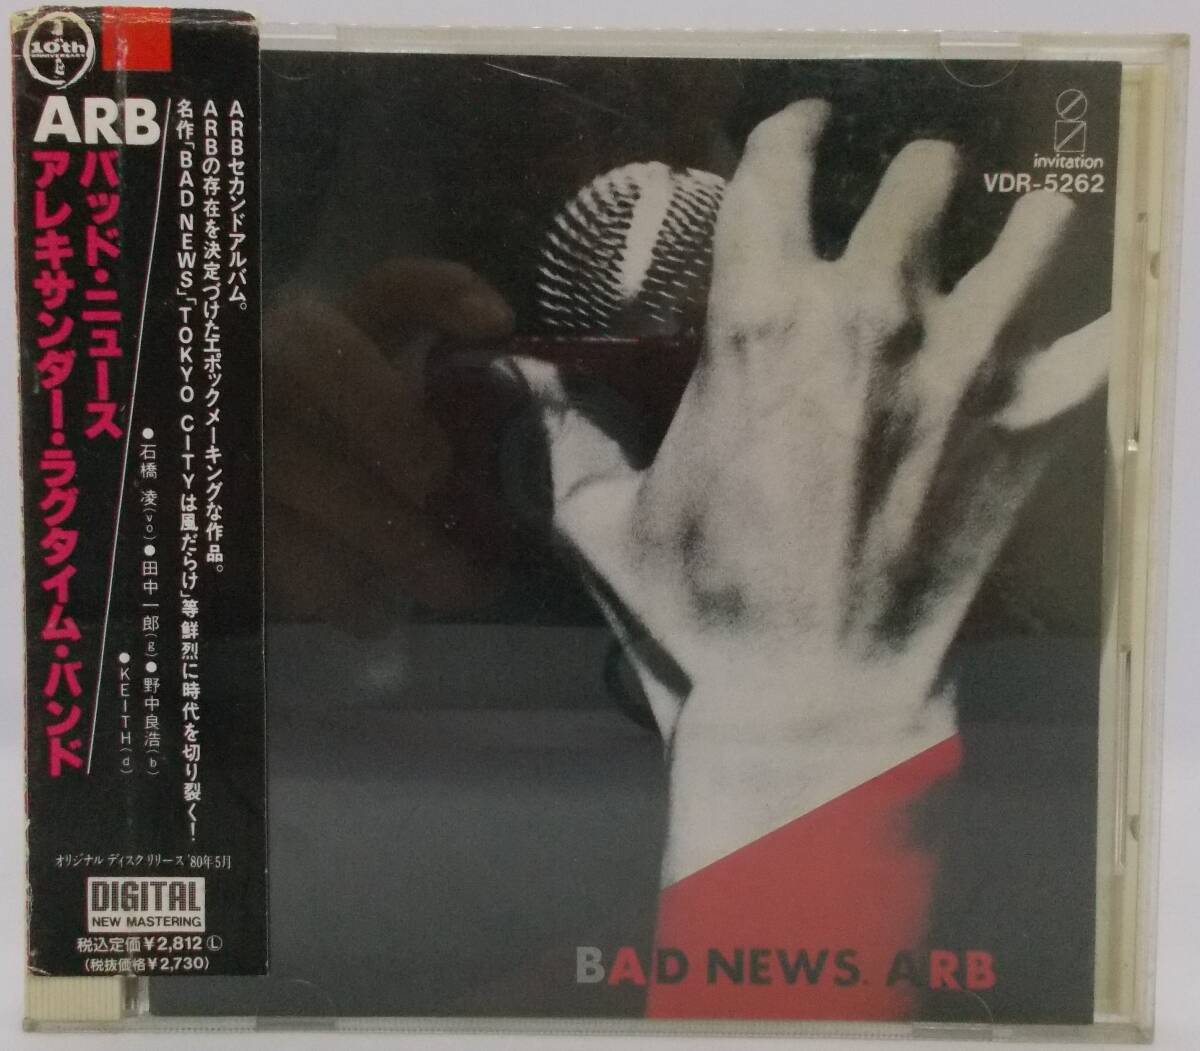 10th
ANNIVERSARY
ARB
バッド・ニュース
アレキサンダー・ラグタイム・バンド
ARBセカンドアルバム。
ARBの存在を決定づけたエポックメーキングな作品。
名作「BAD NEWS」「TOKYO CITYは風だらけ」等鮮烈に時代を切り裂く!
●石橋 凌(vo)●田中一郎(g)●野中良浩(b)
●KEITH(d)
オリジナル ディスク リリース '80年5月
DIGITAL
NEW MASTERING
税込定価¥2,812 Ⓛ
(税抜価格¥2,730)
invitation
VDR-5262
BAD NEWS. ARB